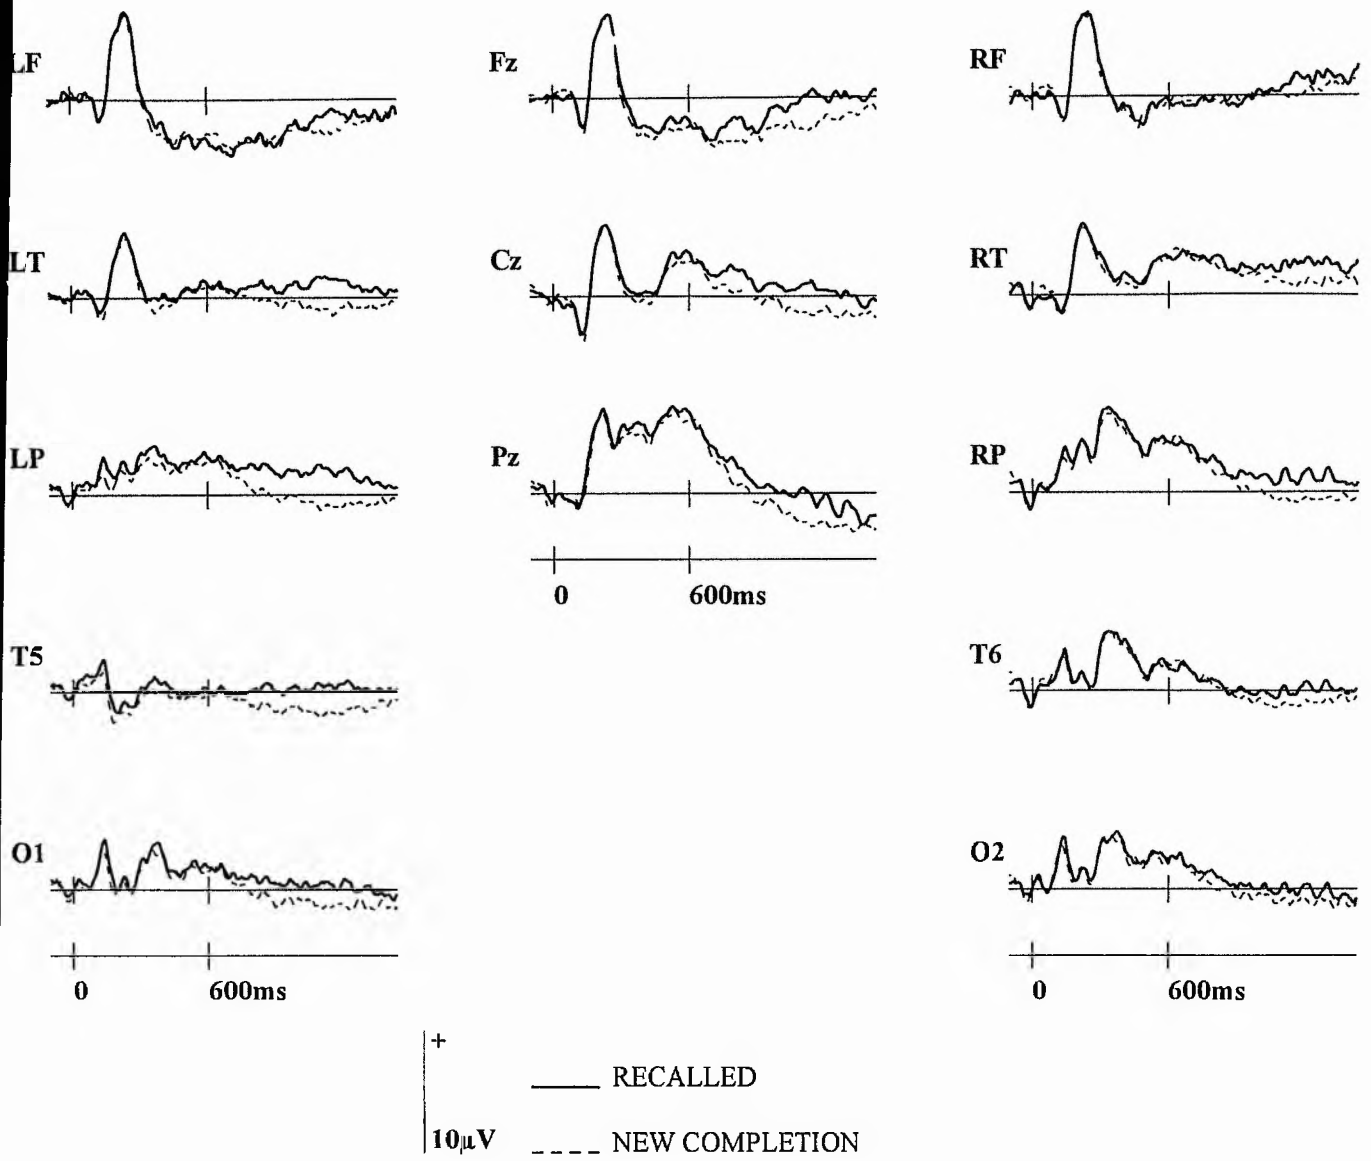 LF
Fz
RF
LT
Cz
RT
LP
Pz
RP
0 600ms
T5
T6
O1
O2
0 600ms
0 600ms
+
RECALLED
10µV
NEW COMPLETION